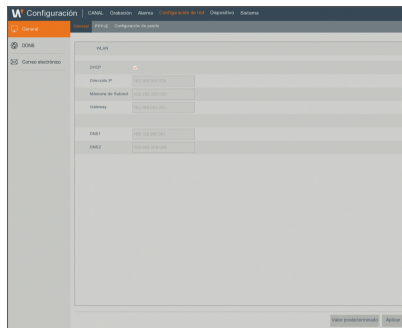 Configuración | CANAL Grabación Alarma Configuración de red Dispositivo Sistema
General
General PPPoE Configuración de puerto
DDNS
Correo electrónico
WLAN
DHCP
Dirección IP
Máscara de Subred
Gateway
DNS1
DNS2
Valor predeterminado Aplicar